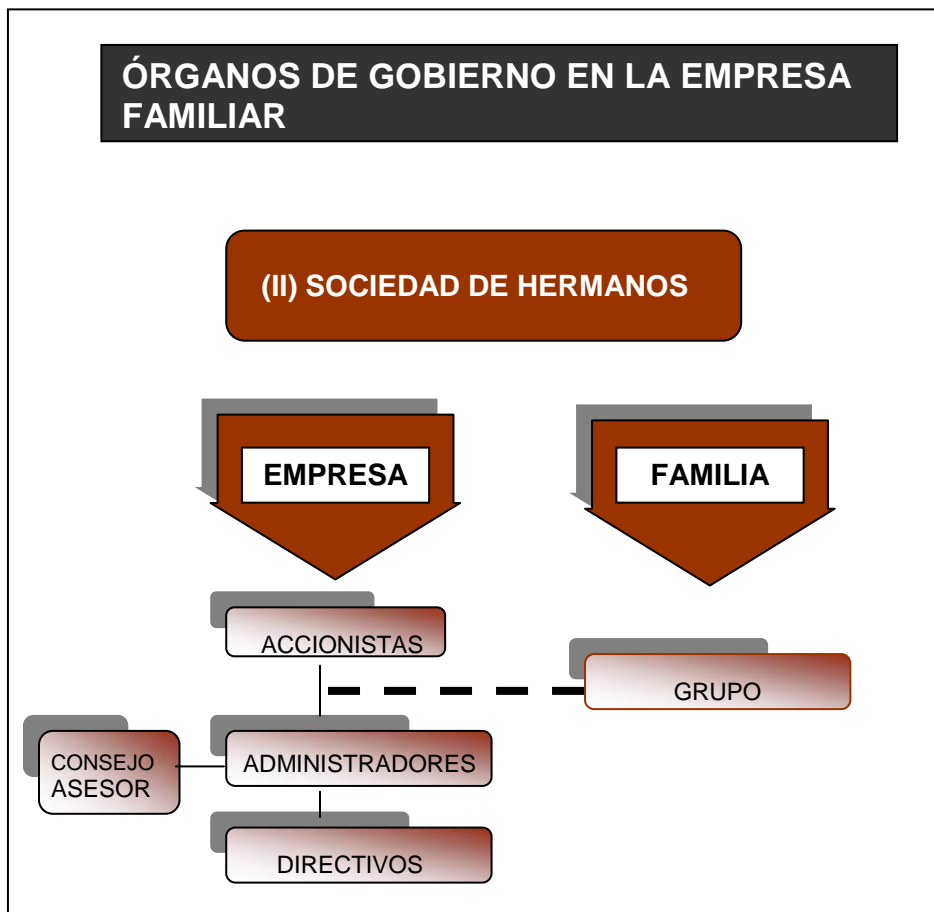 ÓRGANOS DE GOBIERNO EN LA EMPRESA
FAMILIAR
(II) SOCIEDAD DE HERMANOS
EMPRESA
FAMILIA
ACCIONISTAS
GRUPO
CONSEJO
ASESOR
ADMINISTRADORES
DIRECTIVOS